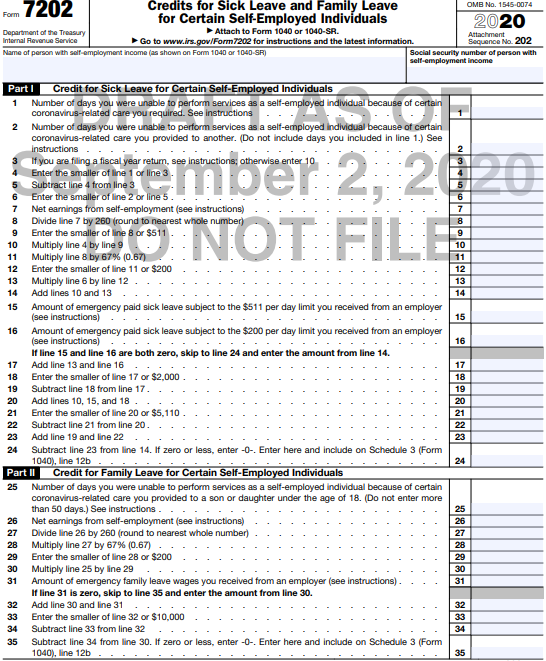 Form 7202
Department of the Treasury
Internal Revenue Service
Credits for Sick Leave and Family Leave
for Certain Self-Employed Individuals
▶ Attach to Form 1040 or 1040-SR.
▶ Go to www.irs.gov/Form7202 for instructions and the latest information.
OMB No. 1545-0074
2020
Attachment
Sequence No. 202
Name of person with self-employment income (as shown on Form 1040 or 1040-SR)
Social security number of person with
self-employment income
DRAFT AS OF
September 2, 2020
DO NOT FILE
Part I Credit for Sick Leave for Certain Self-Employed Individuals
1 Number of days you were unable to perform services as a self-employed individual because of certain
coronavirus-related care you required. See instructions 1
2 Number of days you were unable to perform services as a self-employed individual because of certain
coronavirus-related care you provided to another. (Do not include days you included in line 1.) See
instructions 2
3 If you are filing a fiscal year return, see instructions; otherwise enter 10 3
4 Enter the smaller of line 1 or line 3 4
5 Subtract line 4 from line 3 5
6 Enter the smaller of line 2 or line 5 6
7 Net earnings from self-employment (see instructions) 7
8 Divide line 7 by 260 (round to nearest whole number) 8
9 Enter the smaller of line 8 or $511 9
10 Multiply line 4 by line 9 10
11 Multiply line 8 by 67% (0.67) 11
12 Enter the smaller of line 11 or $200 12
13 Multiply line 6 by line 12 13
14 Add lines 10 and 13 14
15 Amount of emergency paid sick leave subject to the $511 per day limit you received from an employer
(see instructions) 15
16 Amount of emergency paid sick leave subject to the $200 per day limit you received from an employer
(see instructions) 16
If line 15 and line 16 are both zero, skip to line 24 and enter the amount from line 14.
17 Add line 13 and line 16 17
18 Enter the smaller of line 17 or $2,000 18
19 Subtract line 18 from line 17 19
20 Add lines 10, 15, and 18 20
21 Enter the smaller of line 20 or $5,110 21
22 Subtract line 21 from line 20 22
23 Add line 19 and line 22 23
24 Subtract line 23 from line 14. If zero or less, enter -0-. Enter here and include on Schedule 3 (Form
1040), line 12b 24
Part II Credit for Family Leave for Certain Self-Employed Individuals
25 Number of days you were unable to perform services as a self-employed individual because of certain
coronavirus-related care you provided to a son or daughter under the age of 18. (Do not enter more
than 50 days.) See instructions 25
26 Net earnings from self-employment (see instructions) 26
27 Divide line 26 by 260 (round to nearest whole number) 27
28 Multiply line 27 by 67% (0.67) 28
29 Enter the smaller of line 28 or $200 29
30 Multiply line 25 by line 29 30
31 Amount of emergency family leave wages you received from an employer (see instructions) 31
If line 31 is zero, skip to line 35 and enter the amount from line 30.
32 Add line 30 and line 31 32
33 Enter the smaller of line 32 or $10,000 33
34 Subtract line 33 from line 32 34
35 Subtract line 34 from line 30. If zero or less, enter -0-. Enter here and include on Schedule 3 (Form
1040), line 12b 35